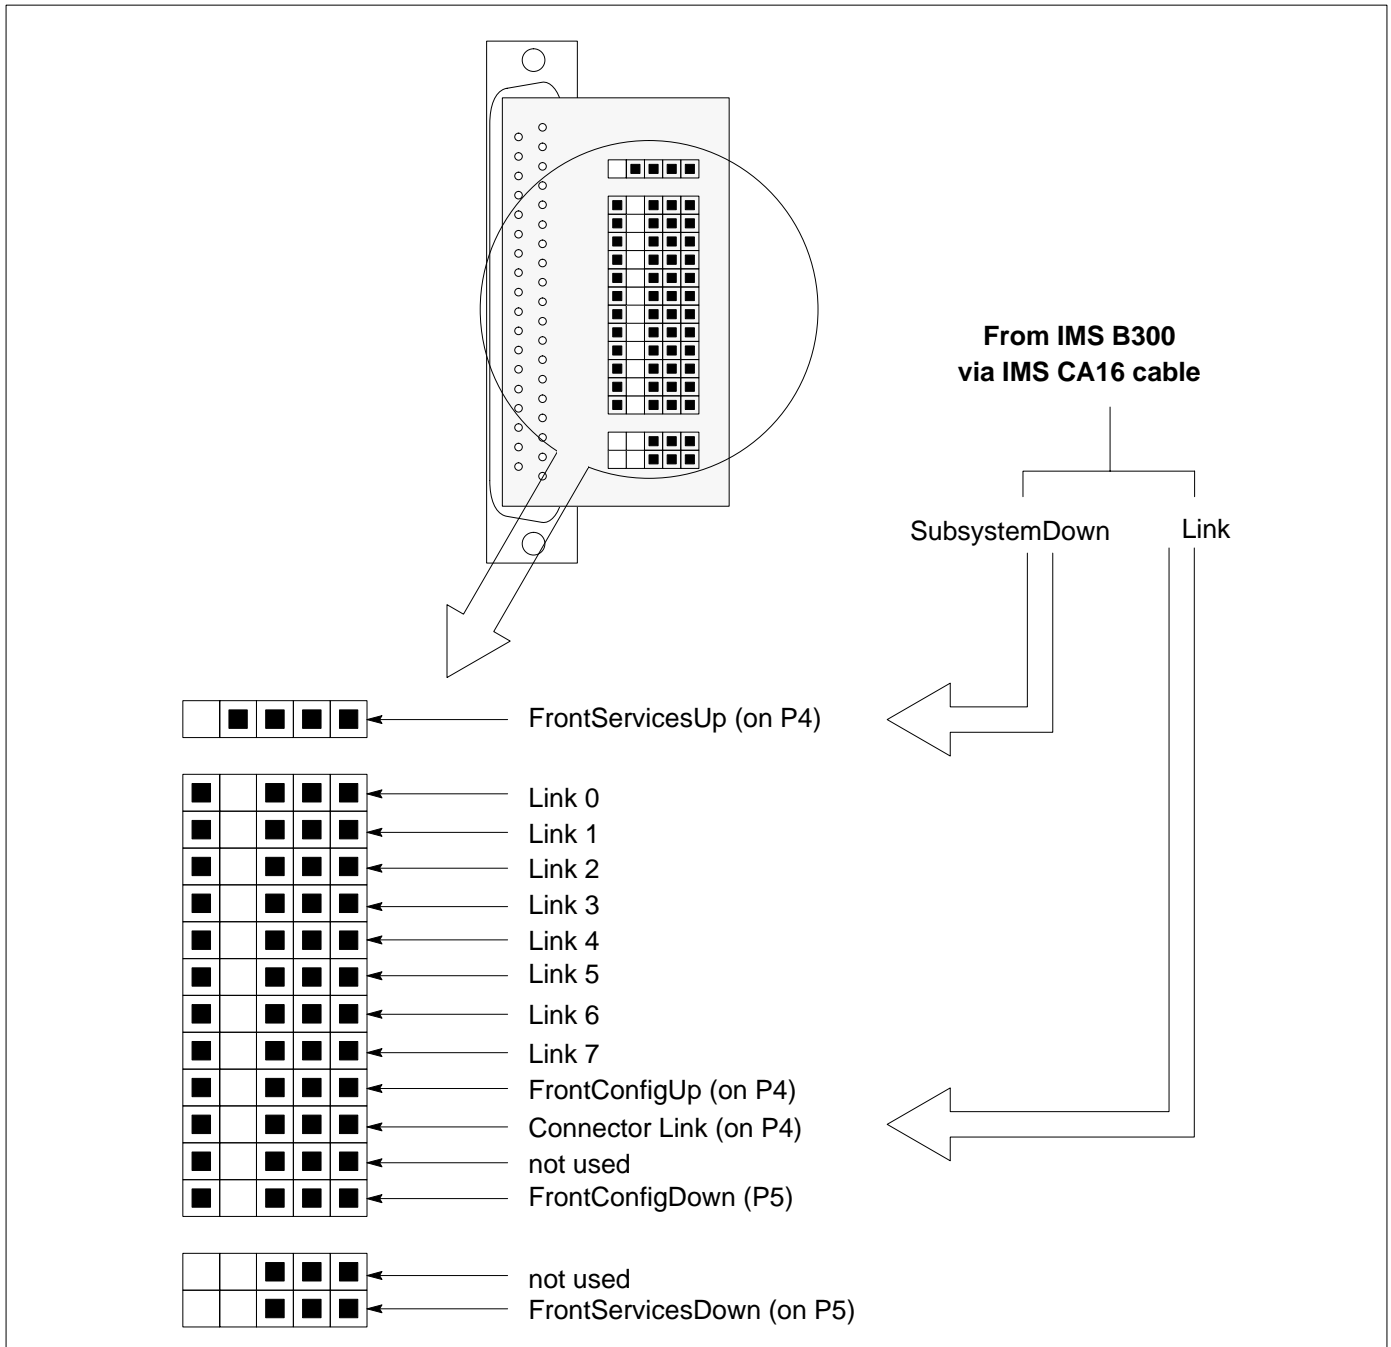 From IMS B300
via IMS CA16 cable
SubsystemDown
Link
FrontServicesUp (on P4)
Link 0
Link 1
Link 2
Link 3
Link 4
Link 5
Link 6
Link 7
FrontConfigUp (on P4)
Connector Link (on P4)
not used
FrontConfigDown (P5)
not used
FrontServicesDown (on P5)